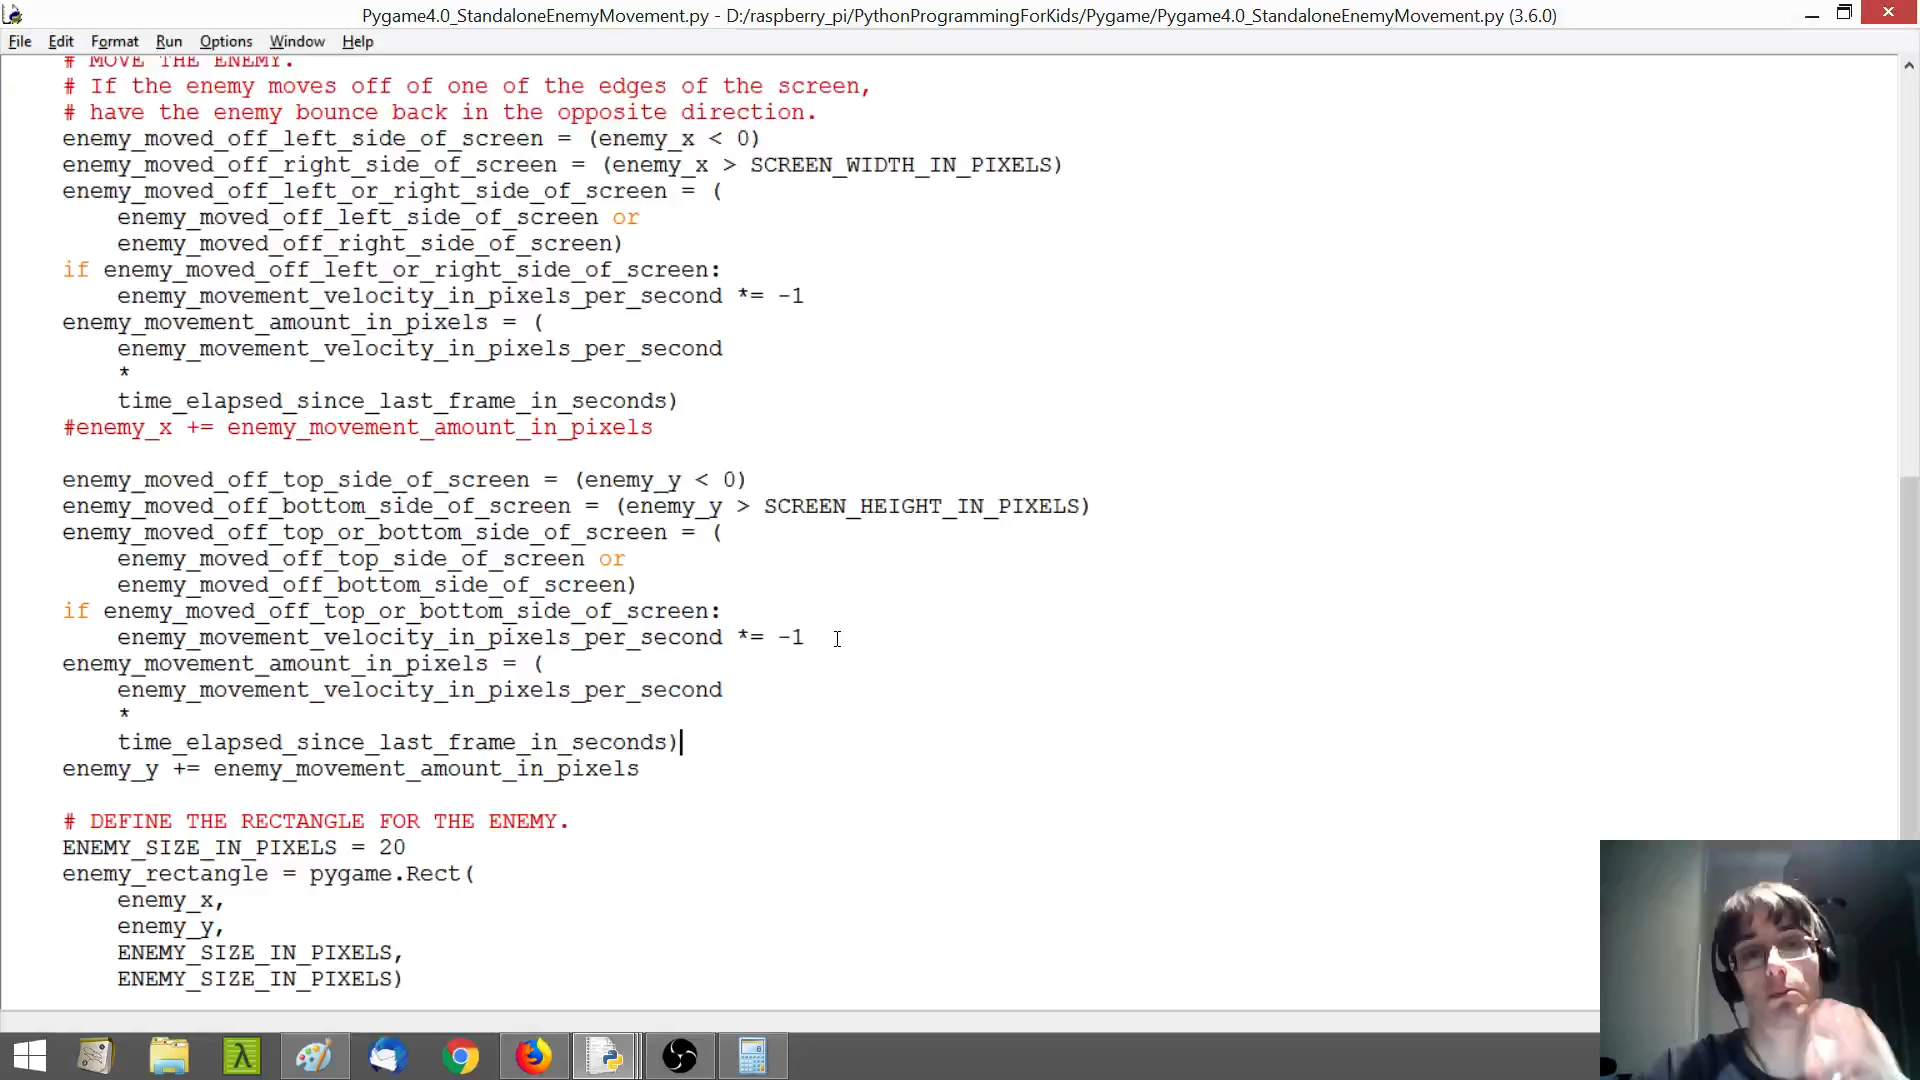 Pygame4.0_StandaloneEnemyMovement.py - D:/raspberry_pi/PythonProgrammingForKids/Pygame/Pygame4.0_StandaloneEnemyMovement.py (3.6.0)
File Edit Format Run Options Window Help
# MOVE THE ENEMY.
# If the enemy moves off of one of the edges of the screen,
# have the enemy bounce back in the opposite direction.
enemy_moved_off_left_side_of_screen = (enemy_x < 0)
enemy_moved_off_right_side_of_screen = (enemy_x > SCREEN_WIDTH_IN_PIXELS)
enemy_moved_off_left_or_right_side_of_screen = (
enemy_moved_off_left_side_of_screen or
enemy_moved_off_right_side_of_screen)
if enemy_moved_off_left_or_right_side_of_screen:
enemy_movement_velocity_in_pixels_per_second *= -1
enemy_movement_amount_in_pixels = (
enemy_movement_velocity_in_pixels_per_second
*
time_elapsed_since_last_frame_in_seconds)
#enemy_x += enemy_movement_amount_in_pixels
enemy_moved_off_top_side_of_screen = (enemy_y < 0)
enemy_moved_off_bottom_side_of_screen = (enemy_y > SCREEN_HEIGHT_IN_PIXELS)
enemy_moved_off_top_or_bottom_side_of_screen = (
enemy_moved_off_top_side_of_screen or
enemy_moved_off_bottom_side_of_screen)
if enemy_moved_off_top_or_bottom_side_of_screen:
enemy_movement_velocity_in_pixels_per_second *= -1
enemy_movement_amount_in_pixels = (
enemy_movement_velocity_in_pixels_per_second
*
time_elapsed_since_last_frame_in_seconds)
enemy_y += enemy_movement_amount_in_pixels
# DEFINE THE RECTANGLE FOR THE ENEMY.
ENEMY_SIZE_IN_PIXELS = 20
enemy_rectangle = pygame.Rect(
enemy_x,
enemy_y,
ENEMY_SIZE_IN_PIXELS,
ENEMY_SIZE_IN_PIXELS)